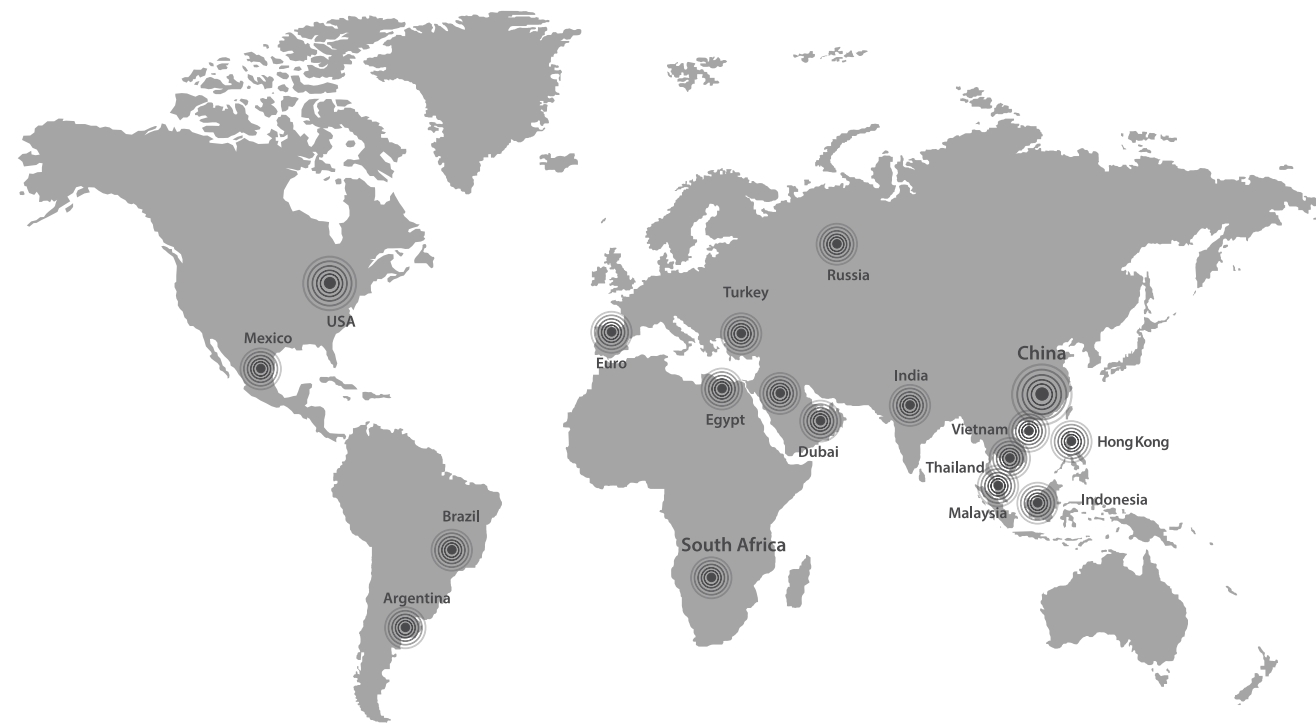 Russia
Turkey
USA
Mexico
China
Euro
India
Egypt
Vietnam
Hong Kong
Dubai
Thailand
Indonesia
Malaysia
Brazil
South Africa
Argentina